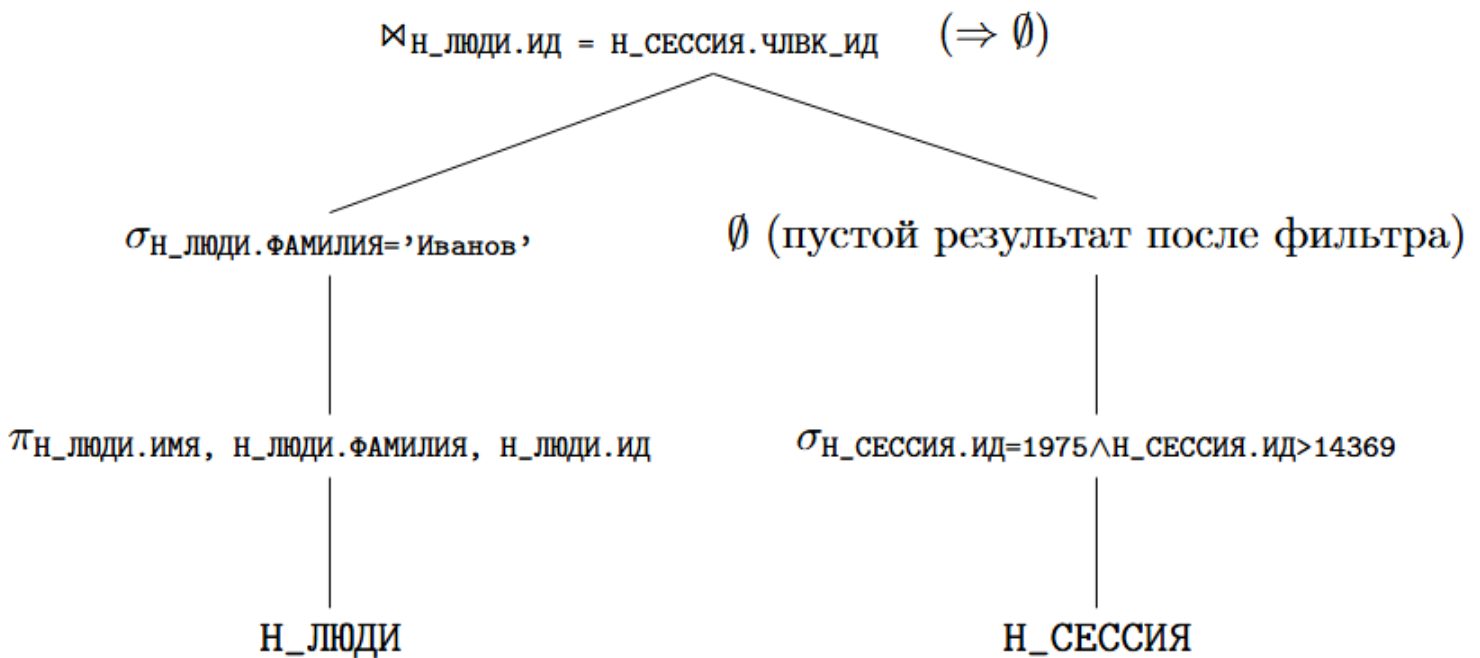 ⋈Н_ЛЮДИ.ИД = Н_СЕССИЯ.ЧЛВК_ИД (⇒ ∅)
σН_ЛЮДИ.ФАМИЛИЯ='Иванов' ∅ (пустой результат после фильтра)
πН_ЛЮДИ.ИМЯ, Н_ЛЮДИ.ФАМИЛИЯ, Н_ЛЮДИ.ИД σН_СЕССИЯ.ИД=1975∧Н_СЕССИЯ.ИД>14369
Н_ЛЮДИ Н_СЕССИЯ